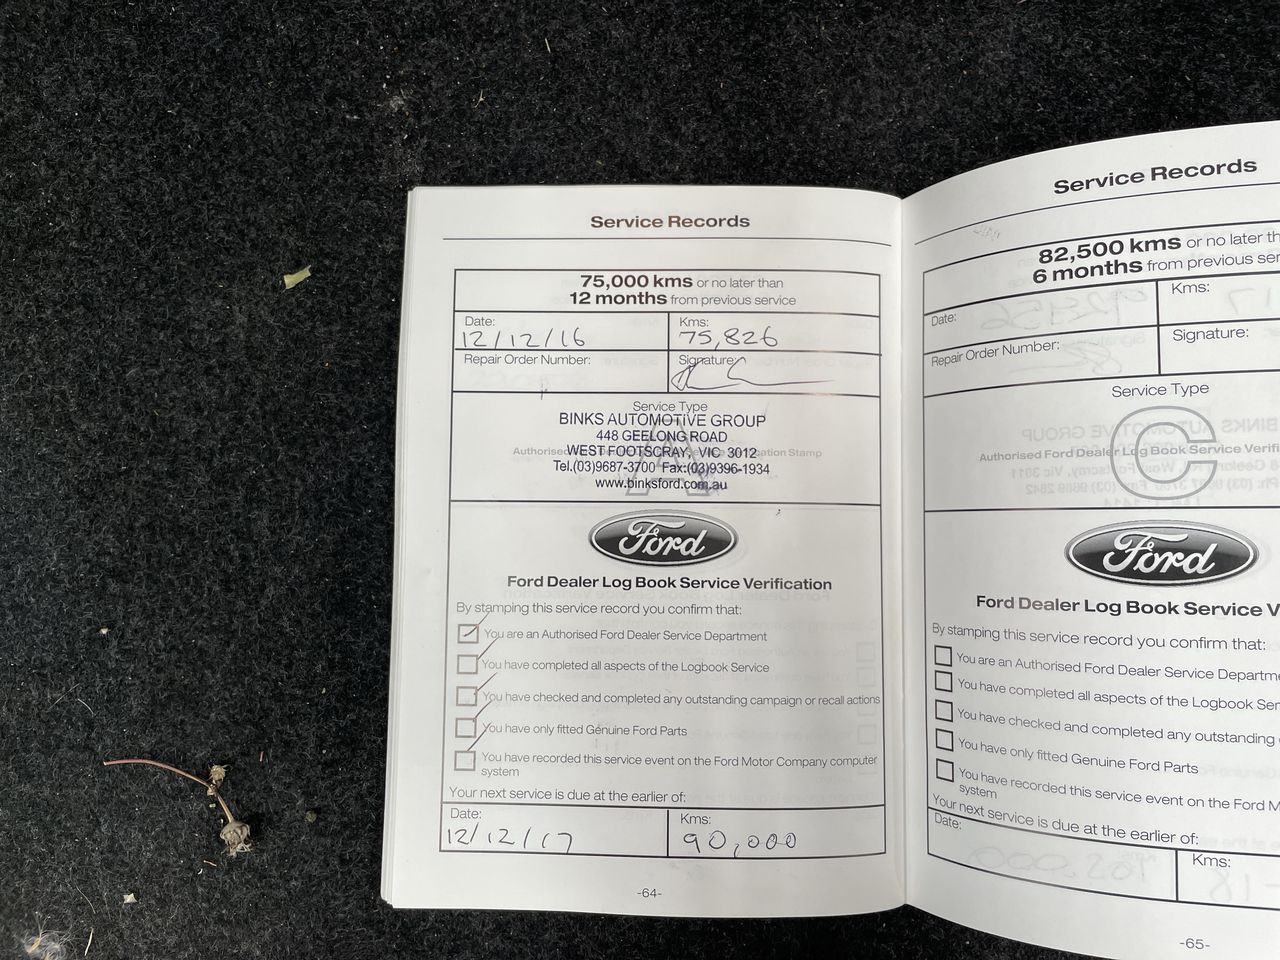 Service Records
75,000 kms or no later than
12 months from previous service
Date:
12/12/16
Kms:
75,826
Repair Order Number:
Signature:
Service Type
A
BINKS AUTOMOTIVE GROUP
448 GEELONG ROAD
WEST FOOTSCRAY, VIC 3012
Tel.(03)9687-3700 Fax:(03)9396-1934
www.binksford.com.au
Ford
Ford Dealer Log Book Service Verification
By stamping this service record you confirm that:
You are an Authorised Ford Dealer Service Department
You have completed all aspects of the Logbook Service
You have checked and completed any outstanding campaign or recall actions
You have only fitted Genuine Ford Parts
You have recorded this service event on the Ford Motor Company computer
system
Your next service is due at the earlier of:
Date:
12/12/17
Kms:
90,000
-64-
Service Records
82,500 kms or no later th
6 months from previous ser
Date:
Kms:
Repair Order Number:
Signature:
Service Type
C
Authorised Ford Dealer Log Book Service Verifi
Ford
Ford Dealer Log Book Service V
By stamping this service record you confirm that:
You are an Authorised Ford Dealer Service Departme
You have completed all aspects of the Logbook Ser
You have checked and completed any outstanding
You have only fitted Genuine Ford Parts
You have recorded this service event on the Ford M
system
Your next service is due at the earlier of:
Date:
Kms:
-65-